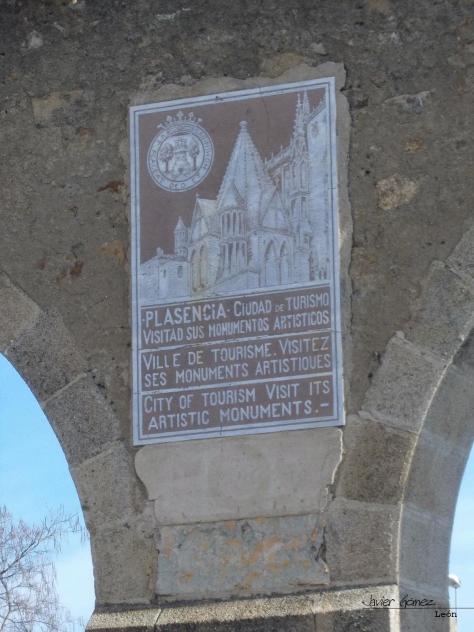 -PLASENCIA-CIUDAD DE TURISMO
VISITAD SUS MONUMENTOS ARTISTICOS
VILLE DE TOURISME. VISITEZ
SES MONUMENTS ARTISTIQUES
CITY OF TOURISM VISIT ITS
ARTISTIC MONUMENTS.-
Javier Gómez
León